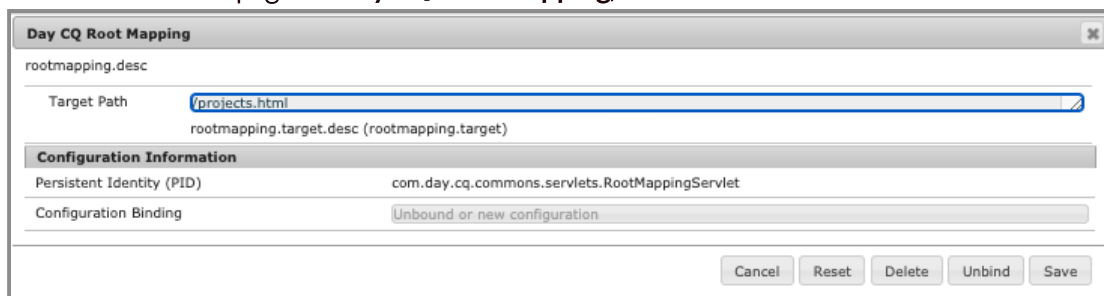 Day CQ Root Mapping
rootmapping.desc
Target Path /projects.html
rootmapping.target.desc (rootmapping.target)
Configuration Information
Persistent Identity (PID) com.day.cq.commons.servlets.RootMappingServlet
Configuration Binding Unbound or new configuration
Cancel Reset Delete Unbind Save